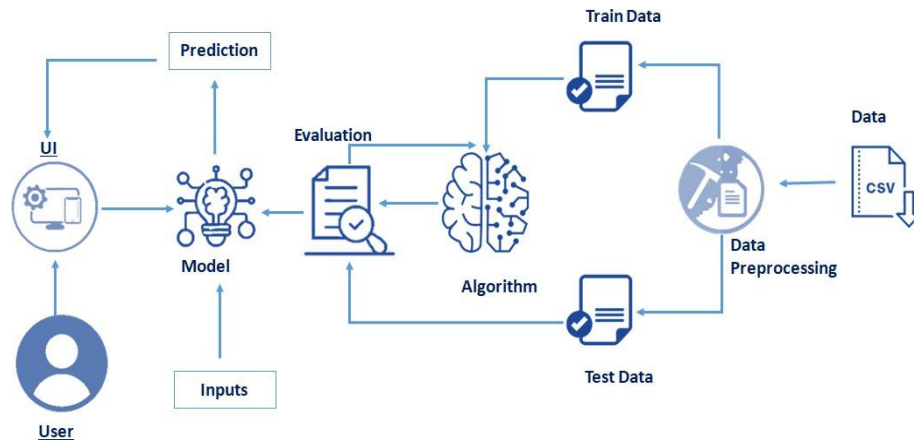 Train Data
Prediction
Data
Evaluation
UI
CSV
Model
Algorithm
Data
Preprocessing
Inputs
Test Data
User